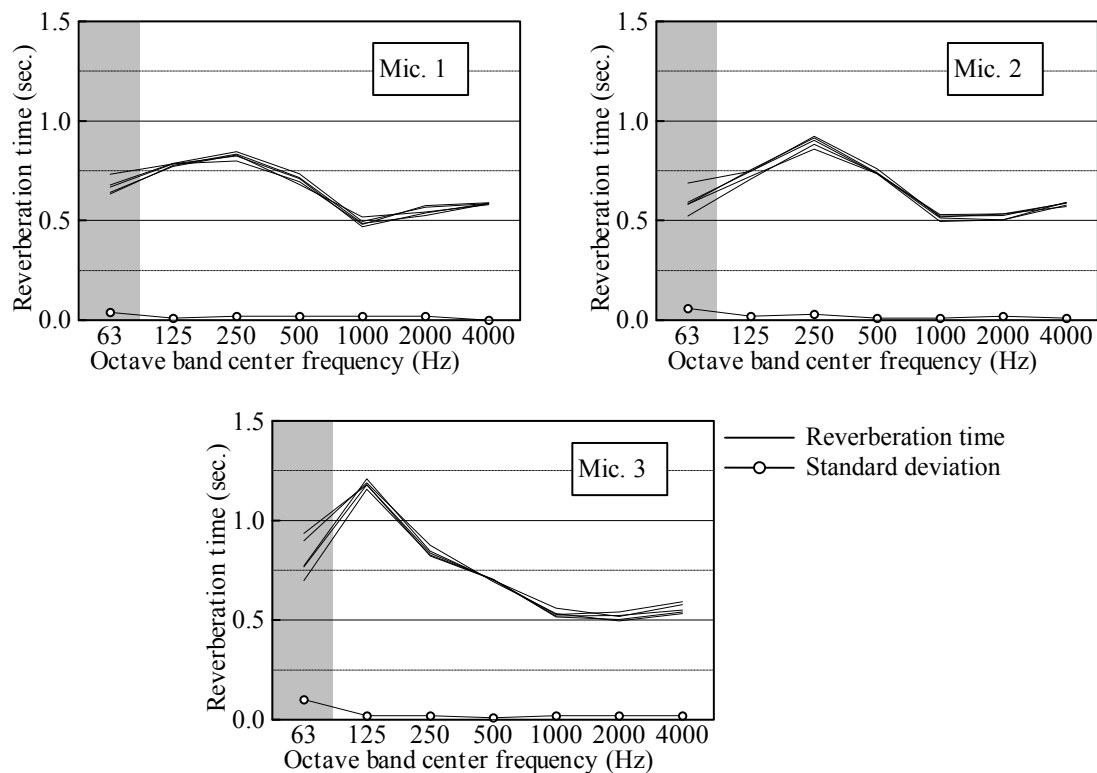 1.5
1.0
0.5
0.0
Reverberation time (sec.)
Mic. 1
63 125 250 500 1000 2000 4000
Octave band center frequency (Hz)
1.5
1.0
0.5
0.0
Reverberation time (sec.)
Mic. 2
63 125 250 500 1000 2000 4000
Octave band center frequency (Hz)
1.5
1.0
0.5
0.0
Reverberation time (sec.)
Mic. 3
63 125 250 500 1000 2000 4000
Octave band center frequency (Hz)
Reverberation time
Standard deviation